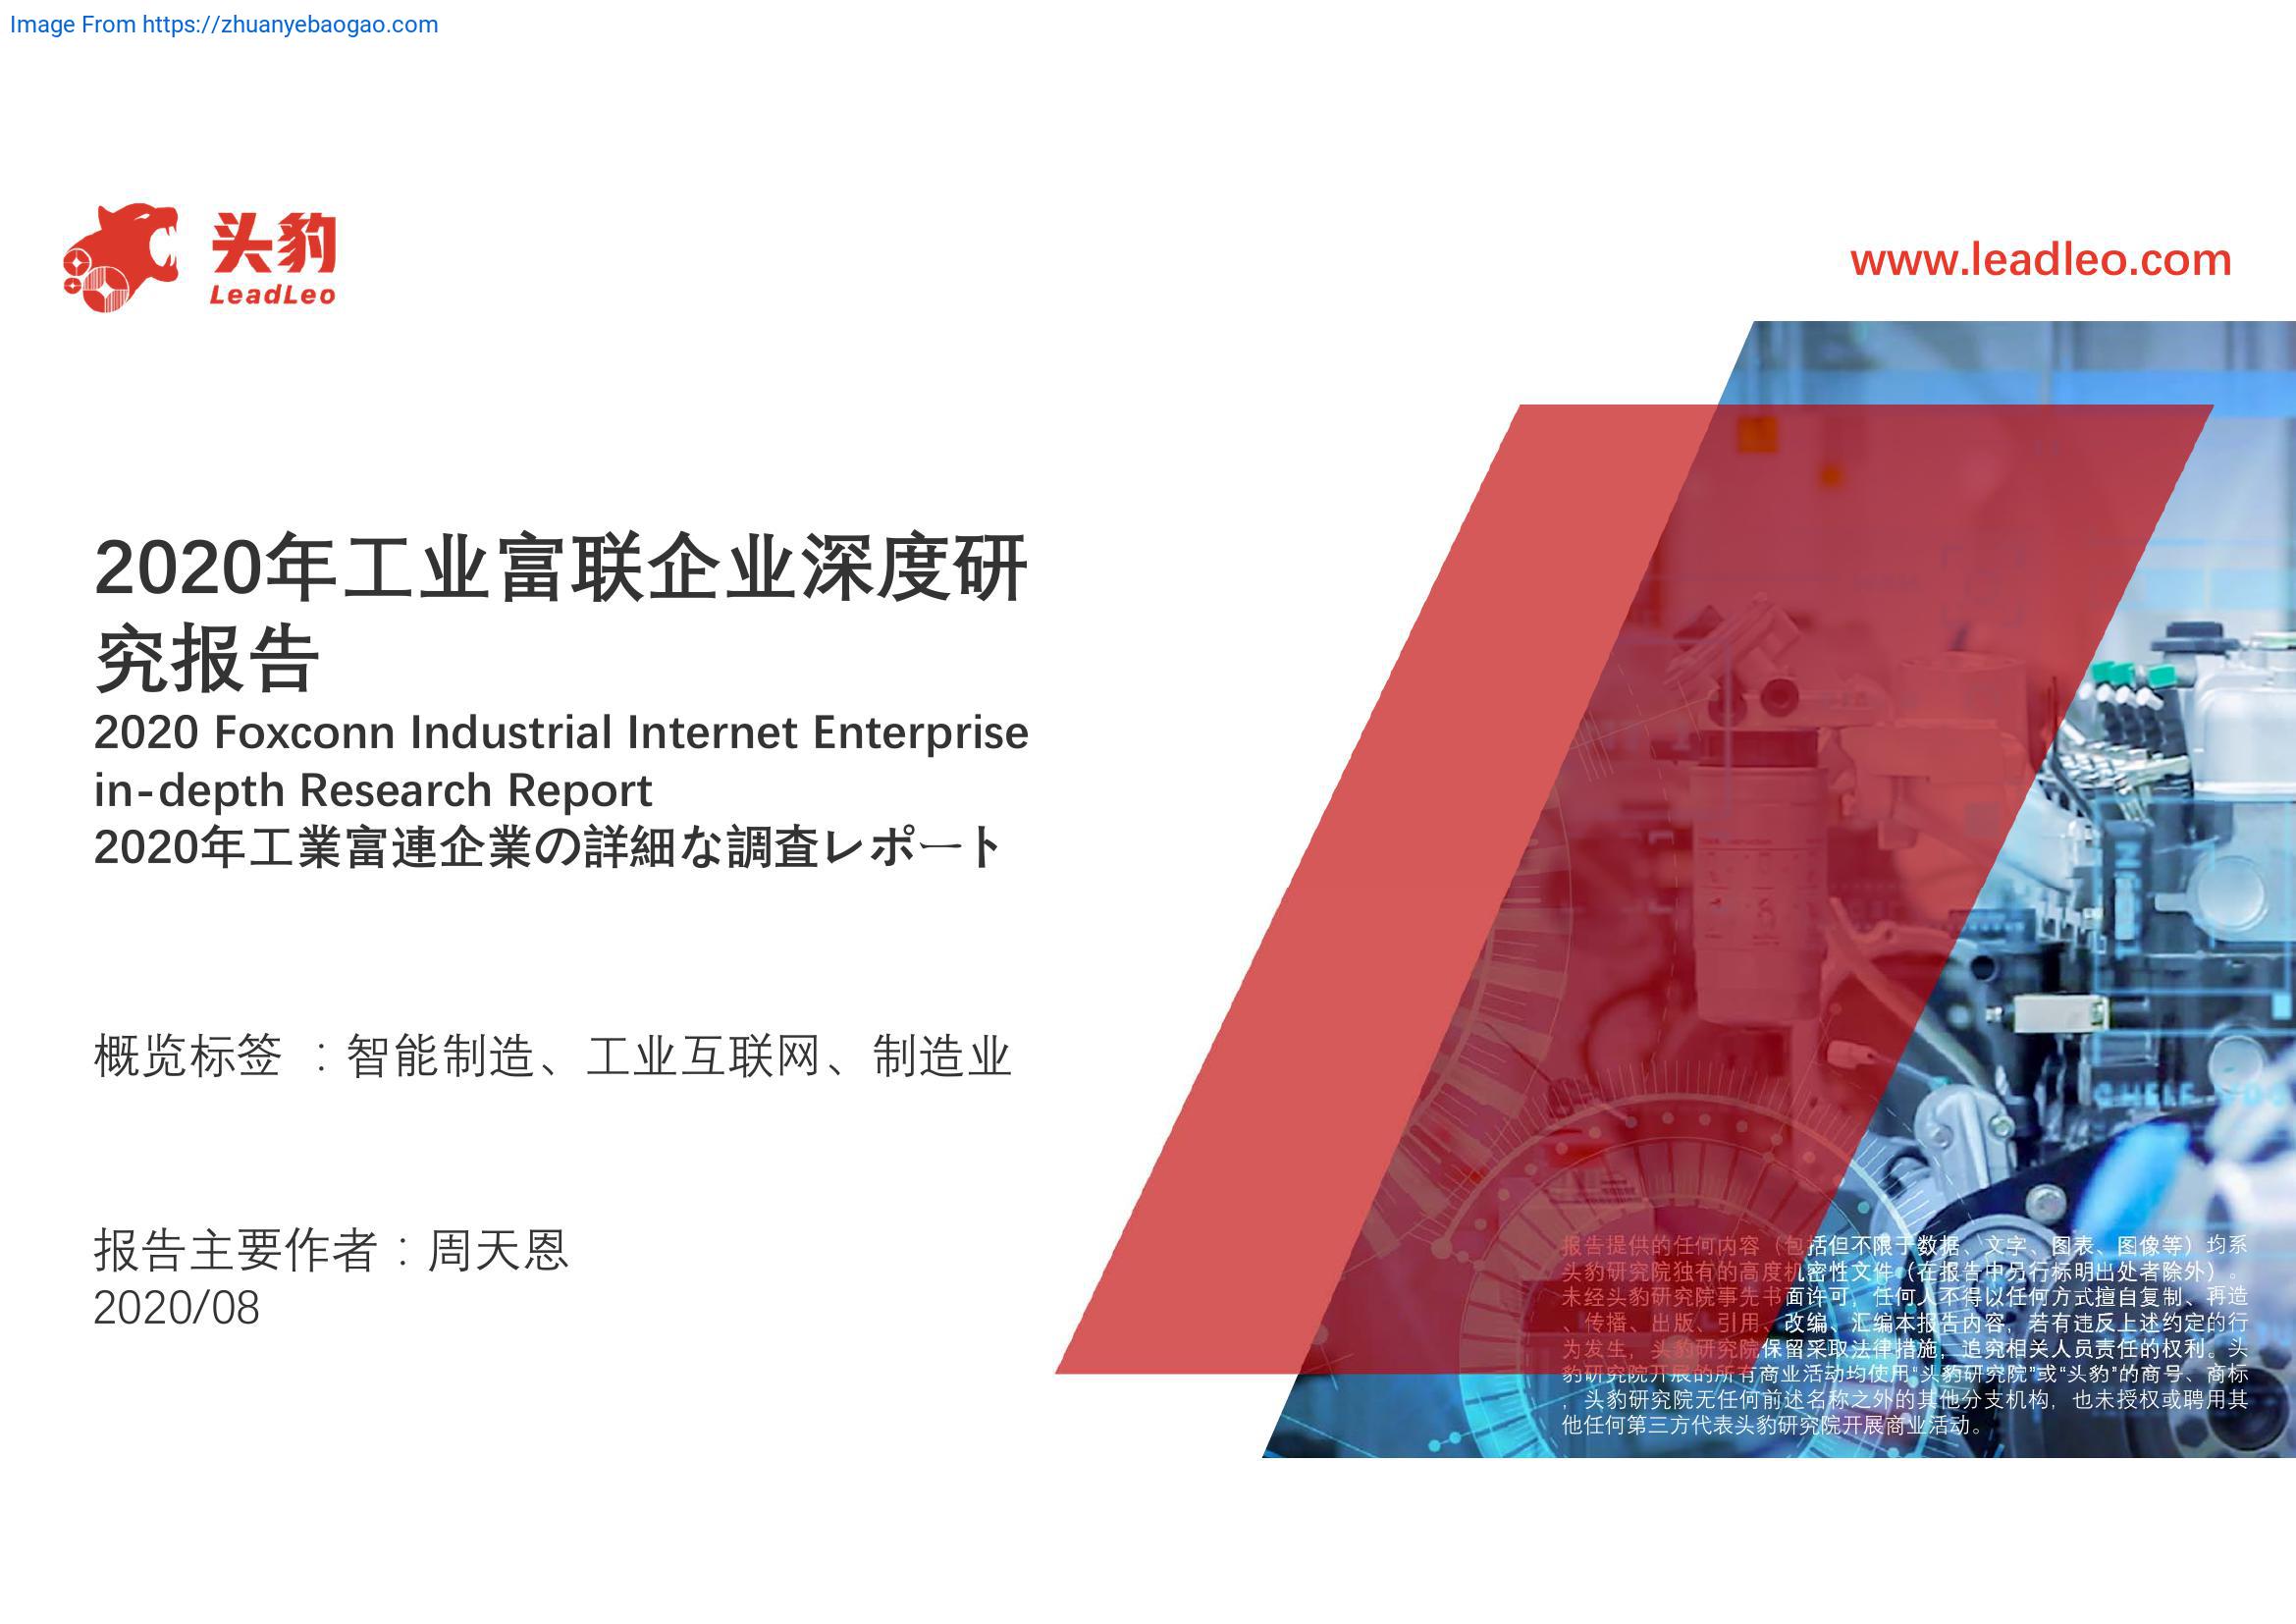 Image From https://zhuanyebaogao.com
头豹
LeadLeo
www.leadleo.com
2020年工业富联企业深度研
究报告
2020 Foxconn Industrial Internet Enterprise
in-depth Research Report
2020年工業富連企業の詳細な調査レポート
概览标签 ：智能制造、工业互联网、制造业
报告主要作者：周天恩
2020/08
报告提供的任何内容（包括但不限于数据、文字、图表、图像等）均系
头豹研究院独有的高度机密性文件（在报告中另行标明出处者除外）。
未经头豹研究院事先书面许可，任何人不得以任何方式擅自复制、再造
、传播、出版、引用、改编、汇编本报告内容，若有违反上述约定的行
为发生，头豹研究院保留采取法律措施，追究相关人员责任的权利。头
豹研究院开展的所有商业活动均使用“头豹研究院”或“头豹”的商号、商标
，头豹研究院无任何前述名称之外的其他分支机构，也未授权或聘用其
他任何第三方代表头豹研究院开展商业活动。